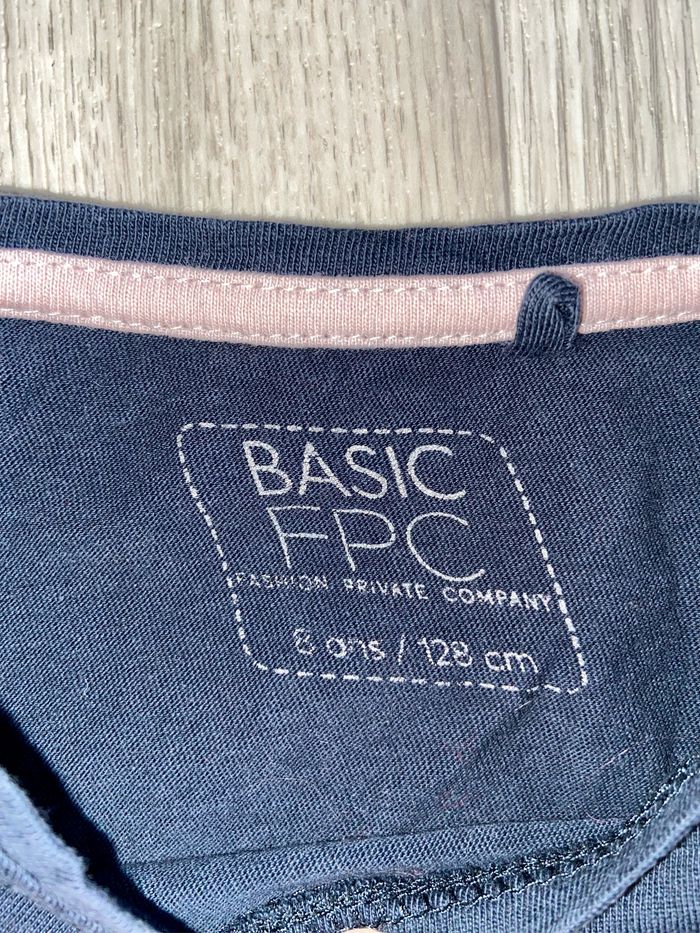 BASIC
FPC
FASHION PRIVATE COMPANY
8 ans / 128 cm